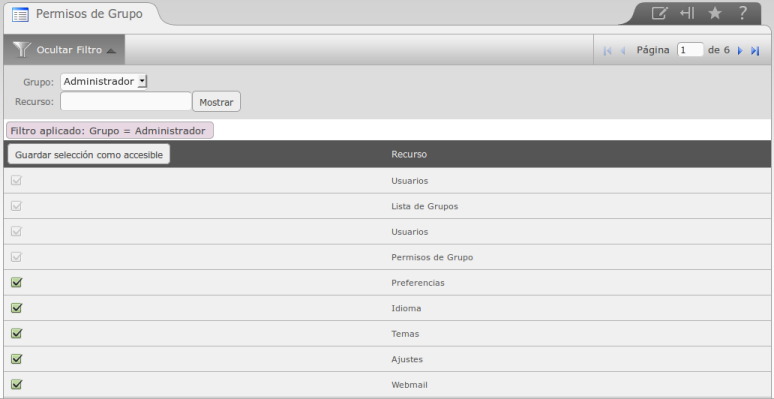 Permisos de Grupo
?
Ocultar Filtro
Página 1 de 6
Grupo: Administrador
Recurso: Mostrar
Filtro aplicado: Grupo = Administrador
Guardar selección como accesible Recurso
Usuarios
Lista de Grupos
Usuarios
Permisos de Grupo
Preferencias
Idioma
Temas
Ajustes
Webmail